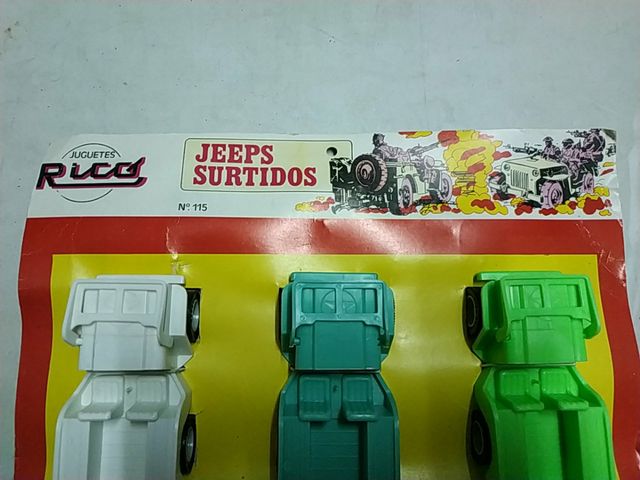 JUGUETES
RICO
JEEPS
SURTIDOS
Nº 115